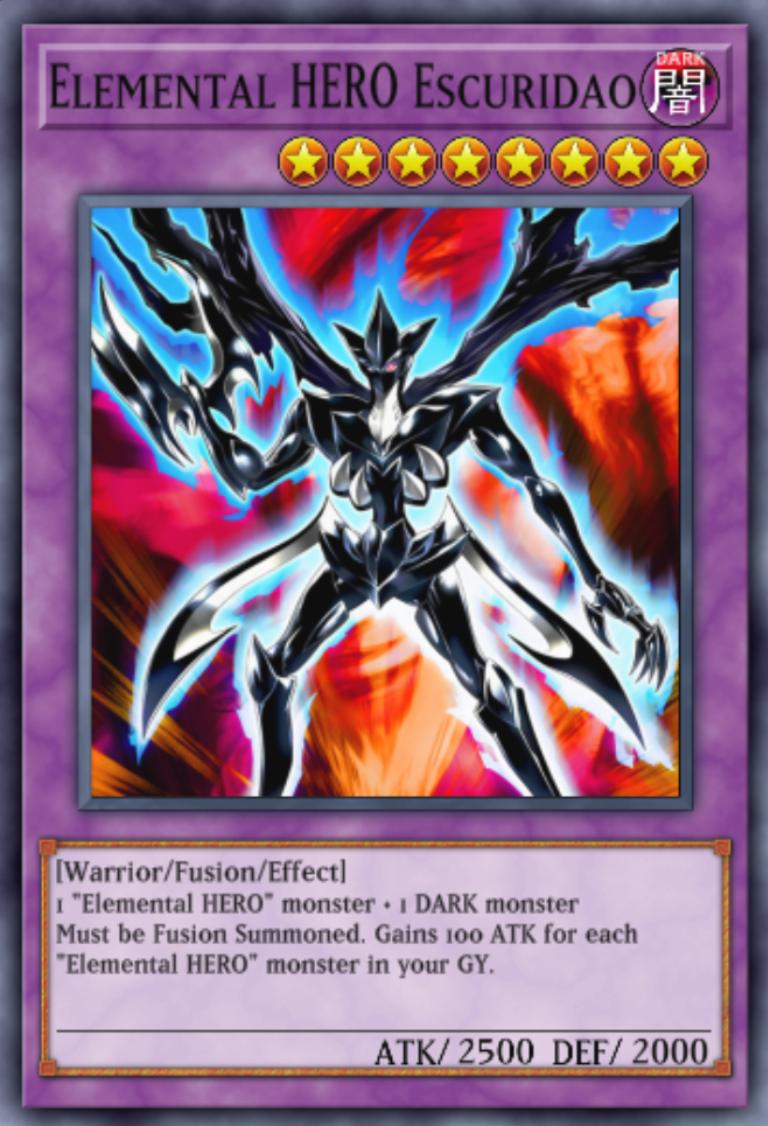 ELEMENTAL HERO ESCURIDAO
DARK
闇
[Warrior/Fusion/Effect]
1 "Elemental HERO" monster + 1 DARK monster
Must be Fusion Summoned. Gains 100 ATK for each
"Elemental HERO" monster in your GY.
ATK/ 2500 DEF/ 2000